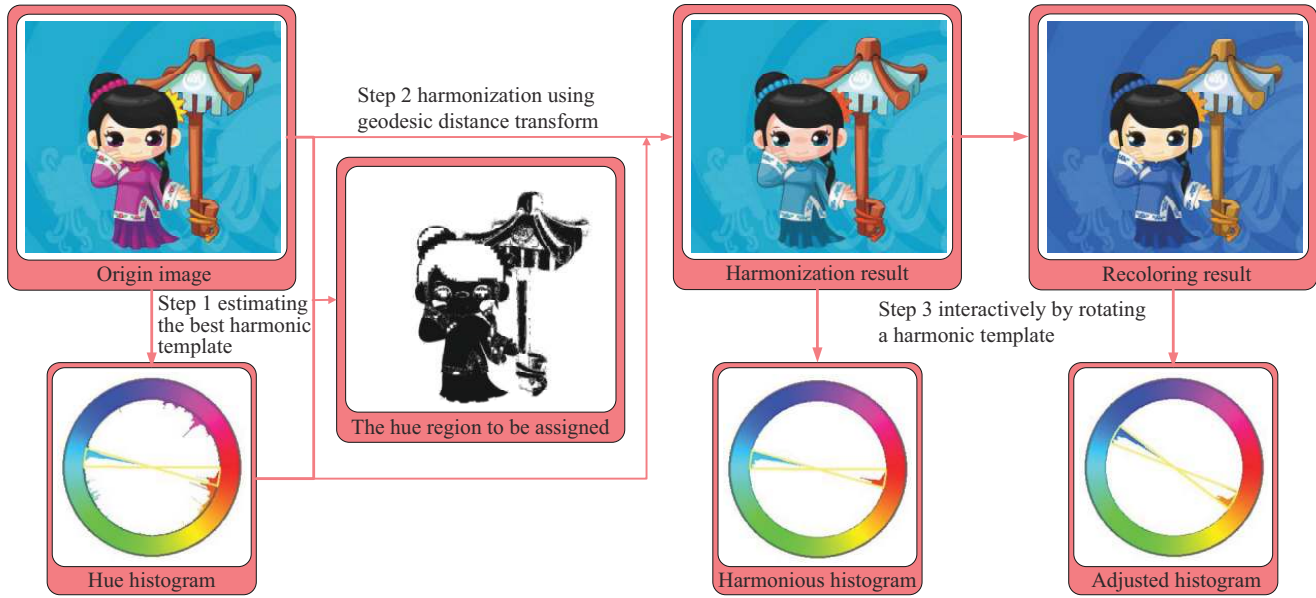 Step 2 harmonization using
geodesic distance transform
Origin image
Harmonization result
Recoloring result
Step 1 estimating
the best harmonic
template
Step 3 interactively by rotating
a harmonic template
The hue region to be assigned
Hue histogram
Harmonious histogram
Adjusted histogram